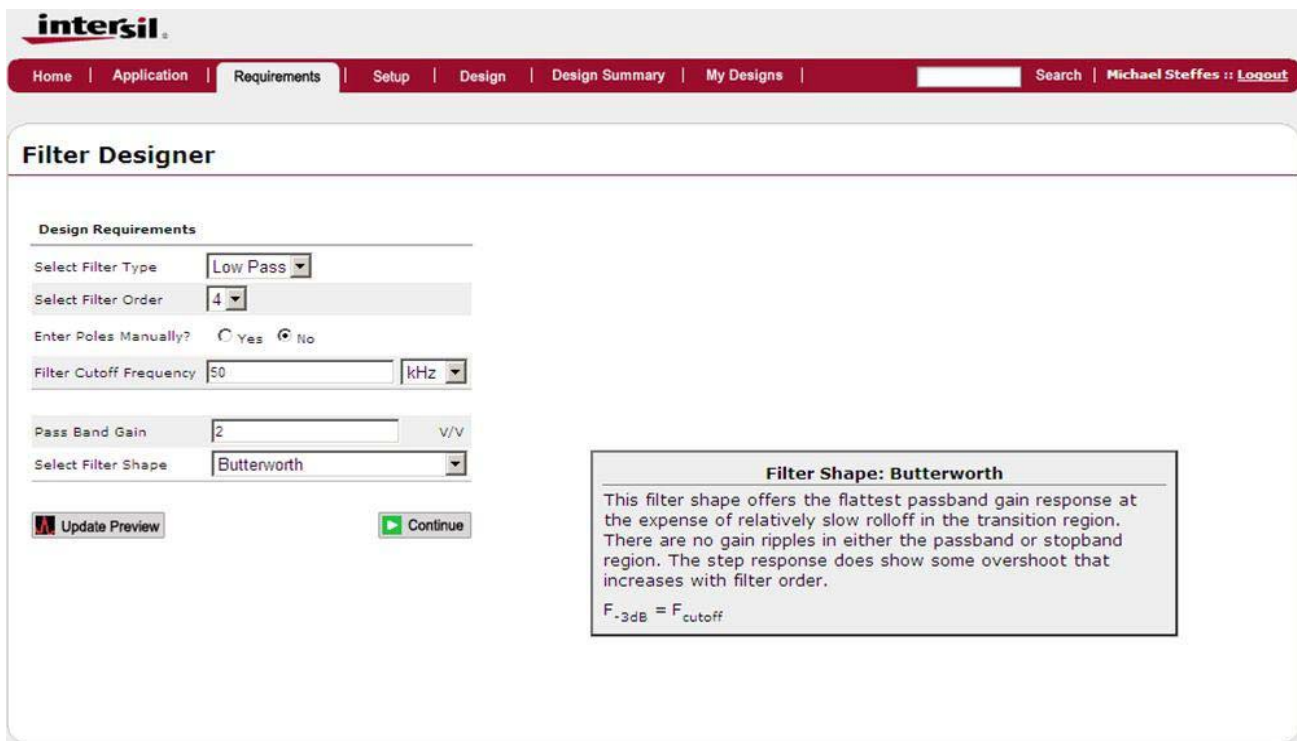 intersil.
Home | Application | Requirements | Setup | Design | Design Summary | My Designs | Search | Michael Steffes :: Logout
Filter Designer
Design Requirements
Select Filter Type Low Pass
Select Filter Order 4
Enter Poles Manually? Yes No
Filter Cutoff Frequency 50 kHz
Pass Band Gain 2 V/V
Select Filter Shape Butterworth
Update Preview Continue
Filter Shape: Butterworth
This filter shape offers the flattest passband gain response at
the expense of relatively slow rolloff in the transition region.
There are no gain ripples in either the passband or stopband
region. The step response does show some overshoot that
increases with filter order.
F-3dB = Fcutoff